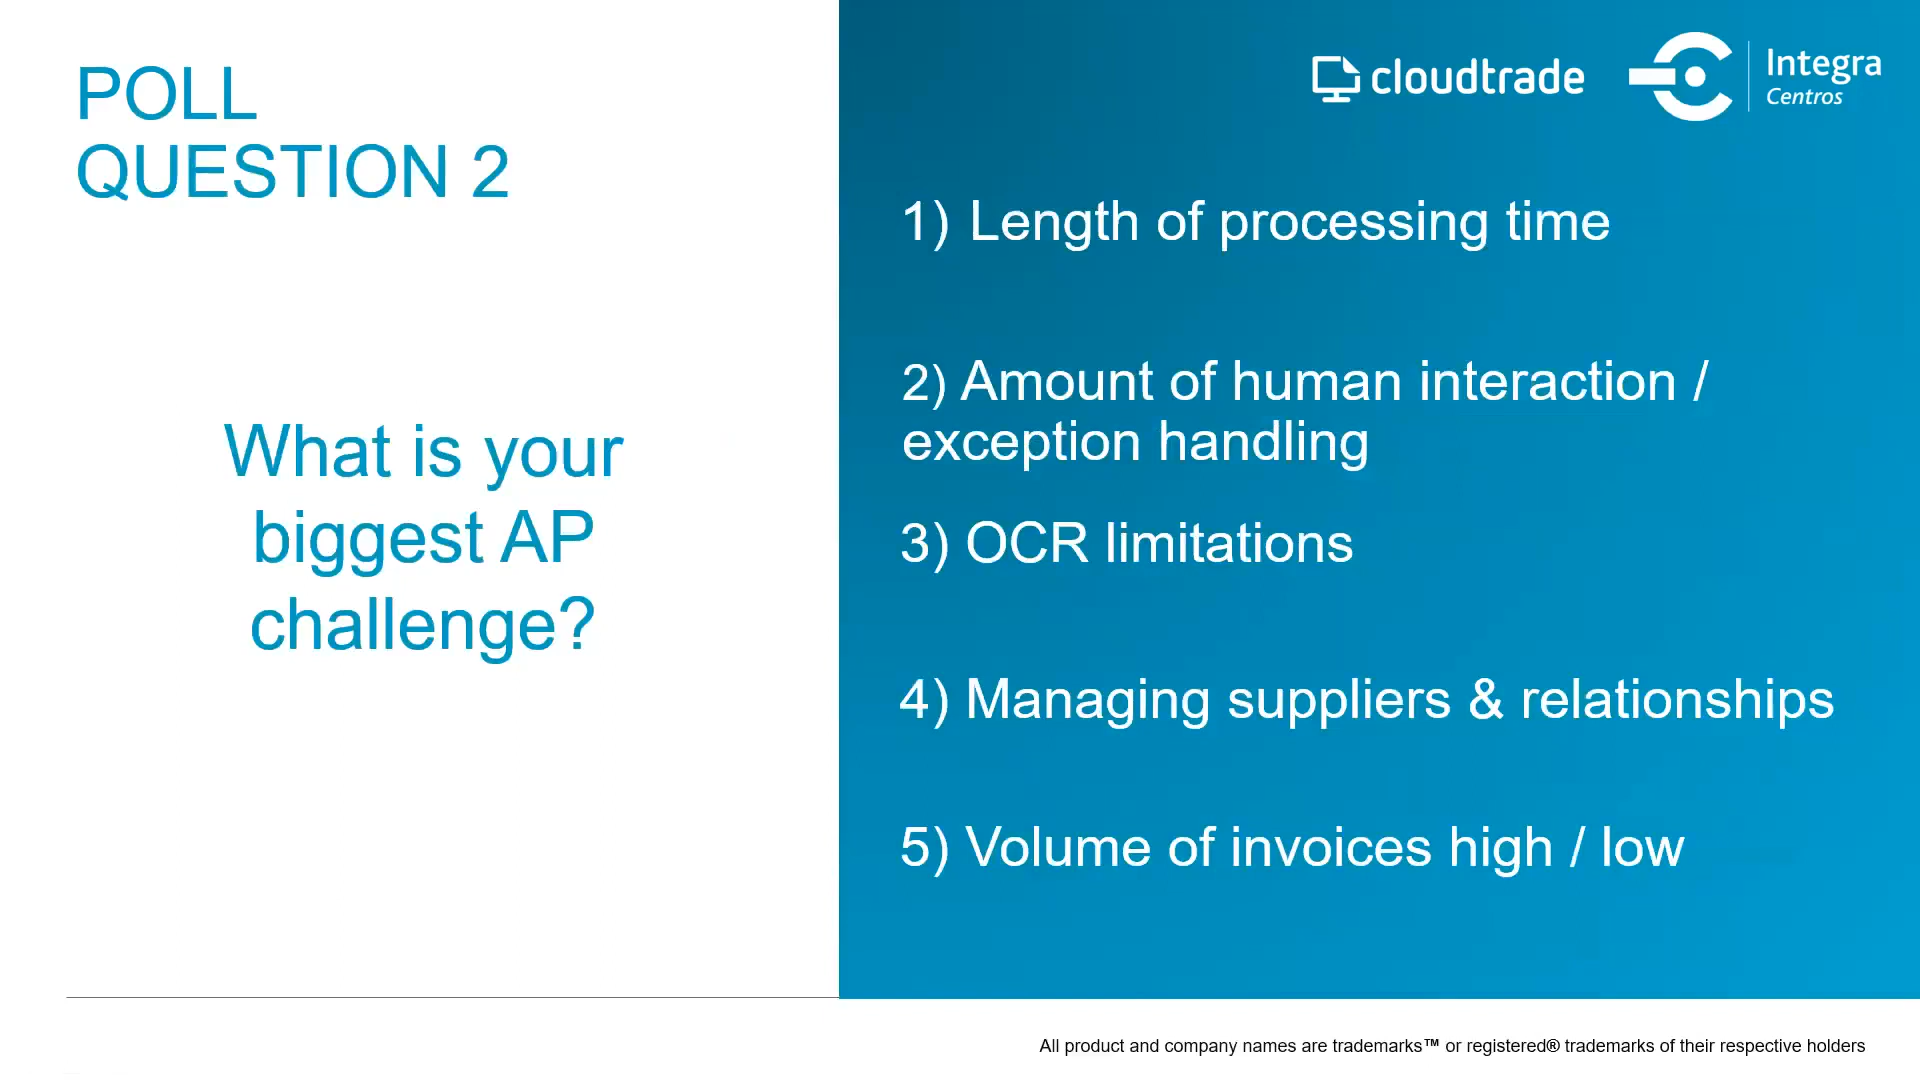 POLL
QUESTION 2
What is your
biggest AP
challenge?
cloudtrade
Integra
Centros
1) Length of processing time
2) Amount of human interaction /
exception handling
3) OCR limitations
4) Managing suppliers & relationships
5) Volume of invoices high / low
All product and company names are trademarks™ or registered® trademarks of their respective holders